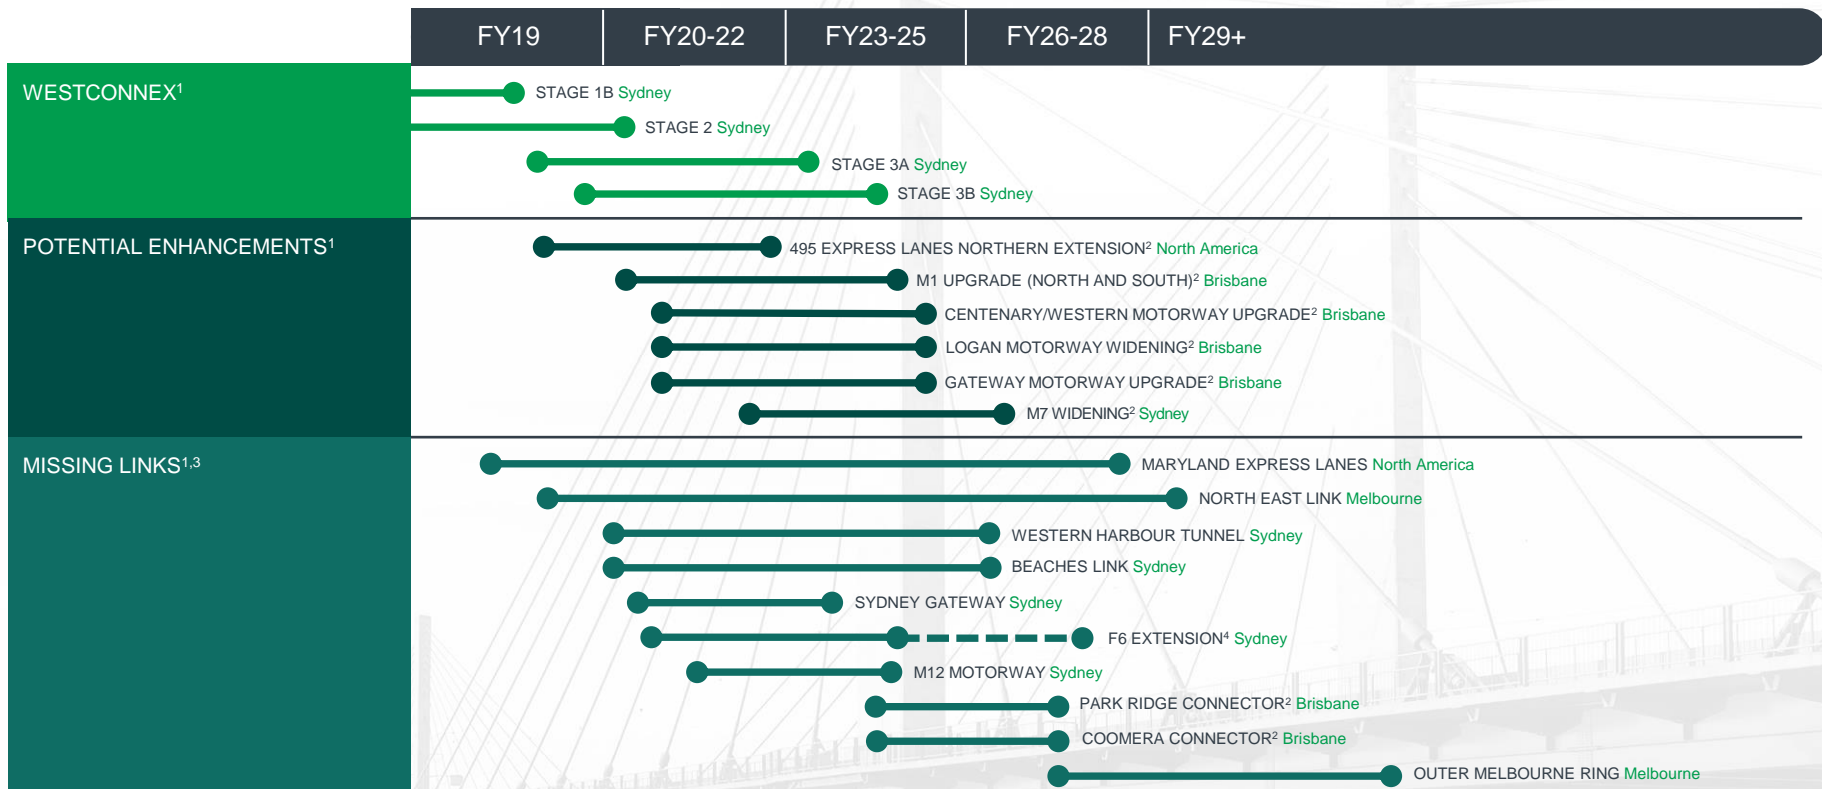 FY19 FY20-22 FY23-25 FY26-28 FY29+
WESTCONNEX¹
STAGE 1B Sydney
STAGE 2 Sydney
STAGE 3A Sydney
STAGE 3B Sydney
POTENTIAL ENHANCEMENTS¹
495 EXPRESS LANES NORTHERN EXTENSION² North America
M1 UPGRADE (NORTH AND SOUTH)² Brisbane
CENTENARY/WESTERN MOTORWAY UPGRADE² Brisbane
LOGAN MOTORWAY WIDENING² Brisbane
GATEWAY MOTORWAY UPGRADE² Brisbane
M7 WIDENING² Sydney
MISSING LINKS¹,³
MARYLAND EXPRESS LANES North America
NORTH EAST LINK Melbourne
WESTERN HARBOUR TUNNEL Sydney
BEACHES LINK Sydney
SYDNEY GATEWAY Sydney
F6 EXTENSION⁴ Sydney
M12 MOTORWAY Sydney
PARK RIDGE CONNECTOR² Brisbane
COOMERA CONNECTOR² Brisbane
OUTER MELBOURNE RING Melbourne